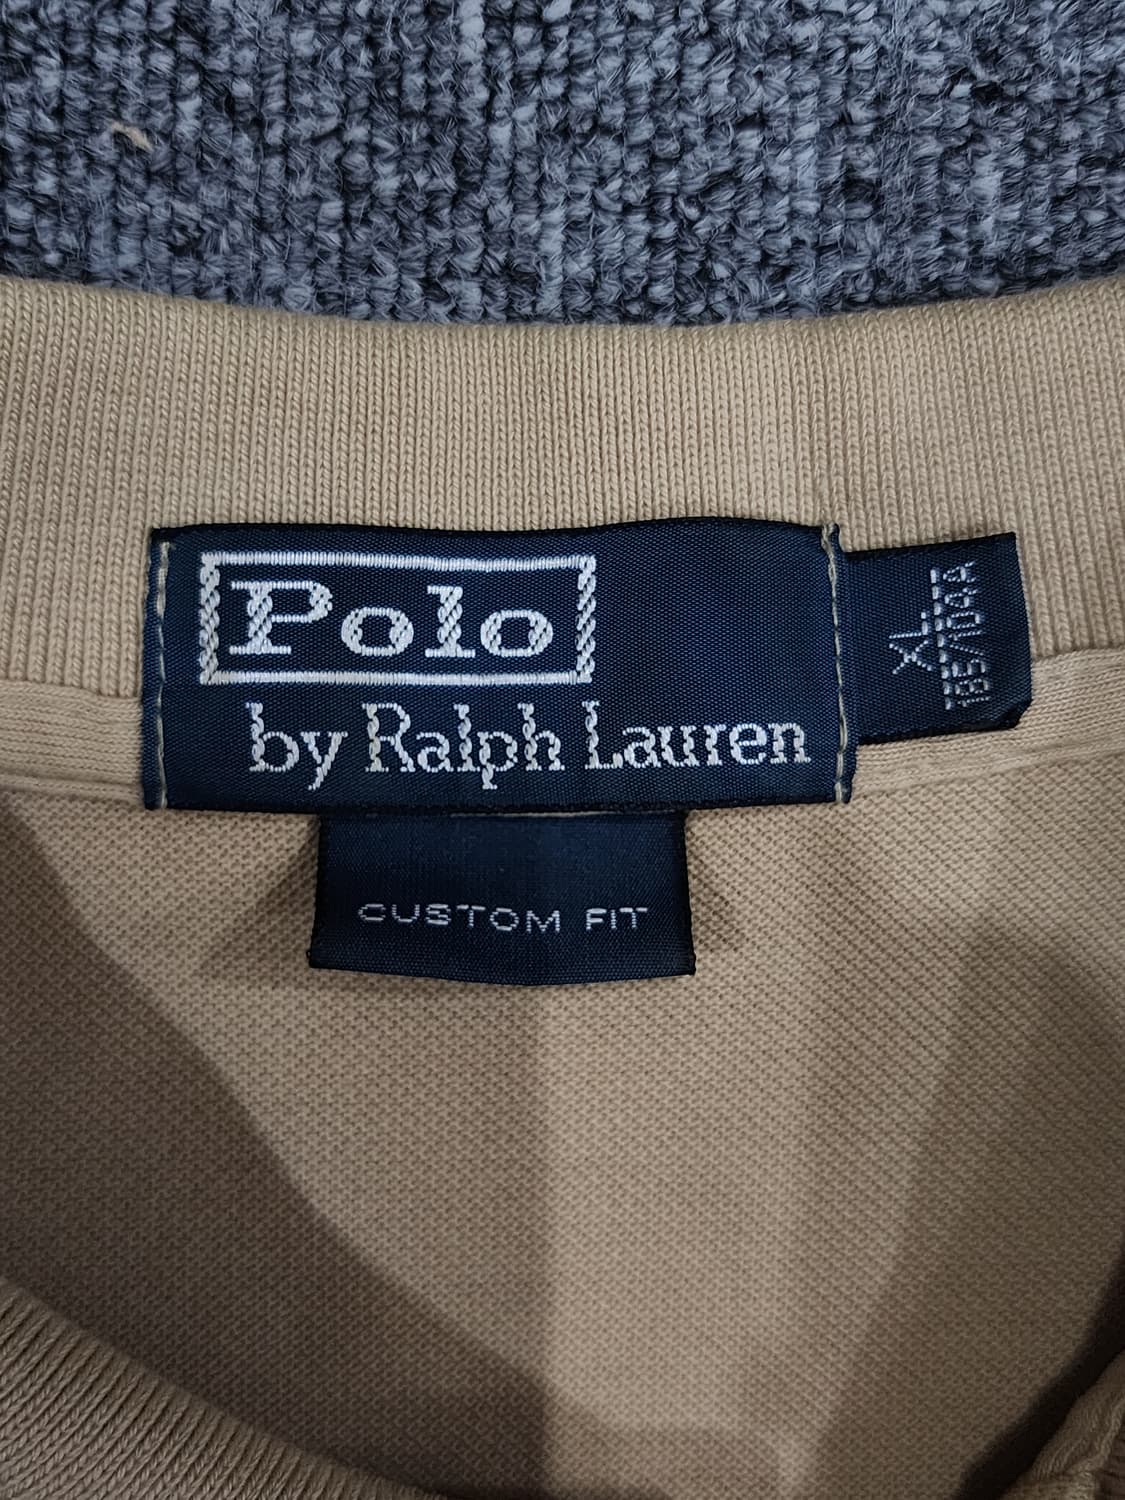 Polo
by Ralph Lauren
XL
185/104A
CUSTOM FIT